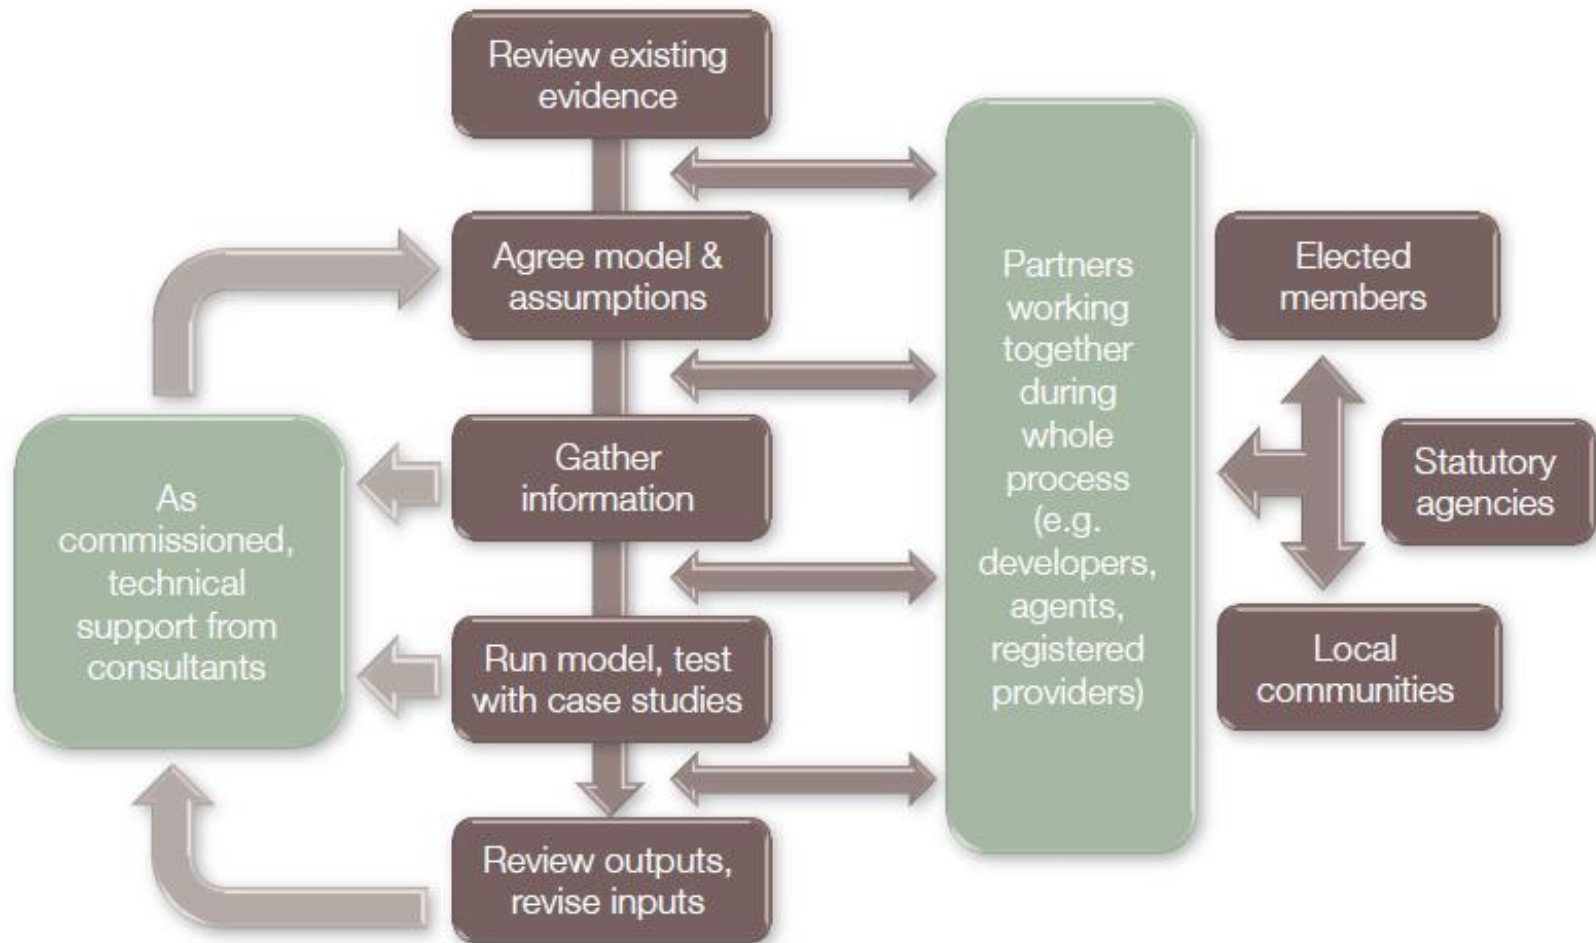 Review existing
evidence
Agree model &
assumptions
Gather
information
Run model, test
with case studies
Review outputs,
revise inputs
As
commissioned,
technical
support from
consultants
Partners
working
together
during
whole
process
(e.g.
developers,
agents,
registered
providers)
Elected
members
Statutory
agencies
Local
communities